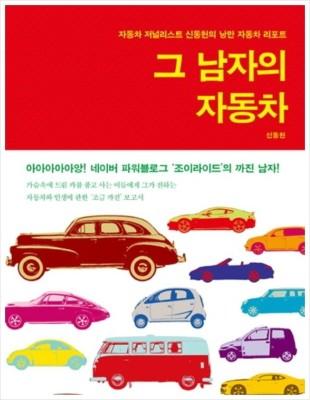 자동차 저널리스트 신동헌의 낭만 자동차 리포트
그 남자의
자동차
신동헌
아아아아아앙! 네이버 파워블로그 '조이라이드'의 까진 남자!
가슴속에 드림 카를 품고 사는 이들에게 그가 전하는
자동차와 인생에 관한 '조금 까진' 보고서